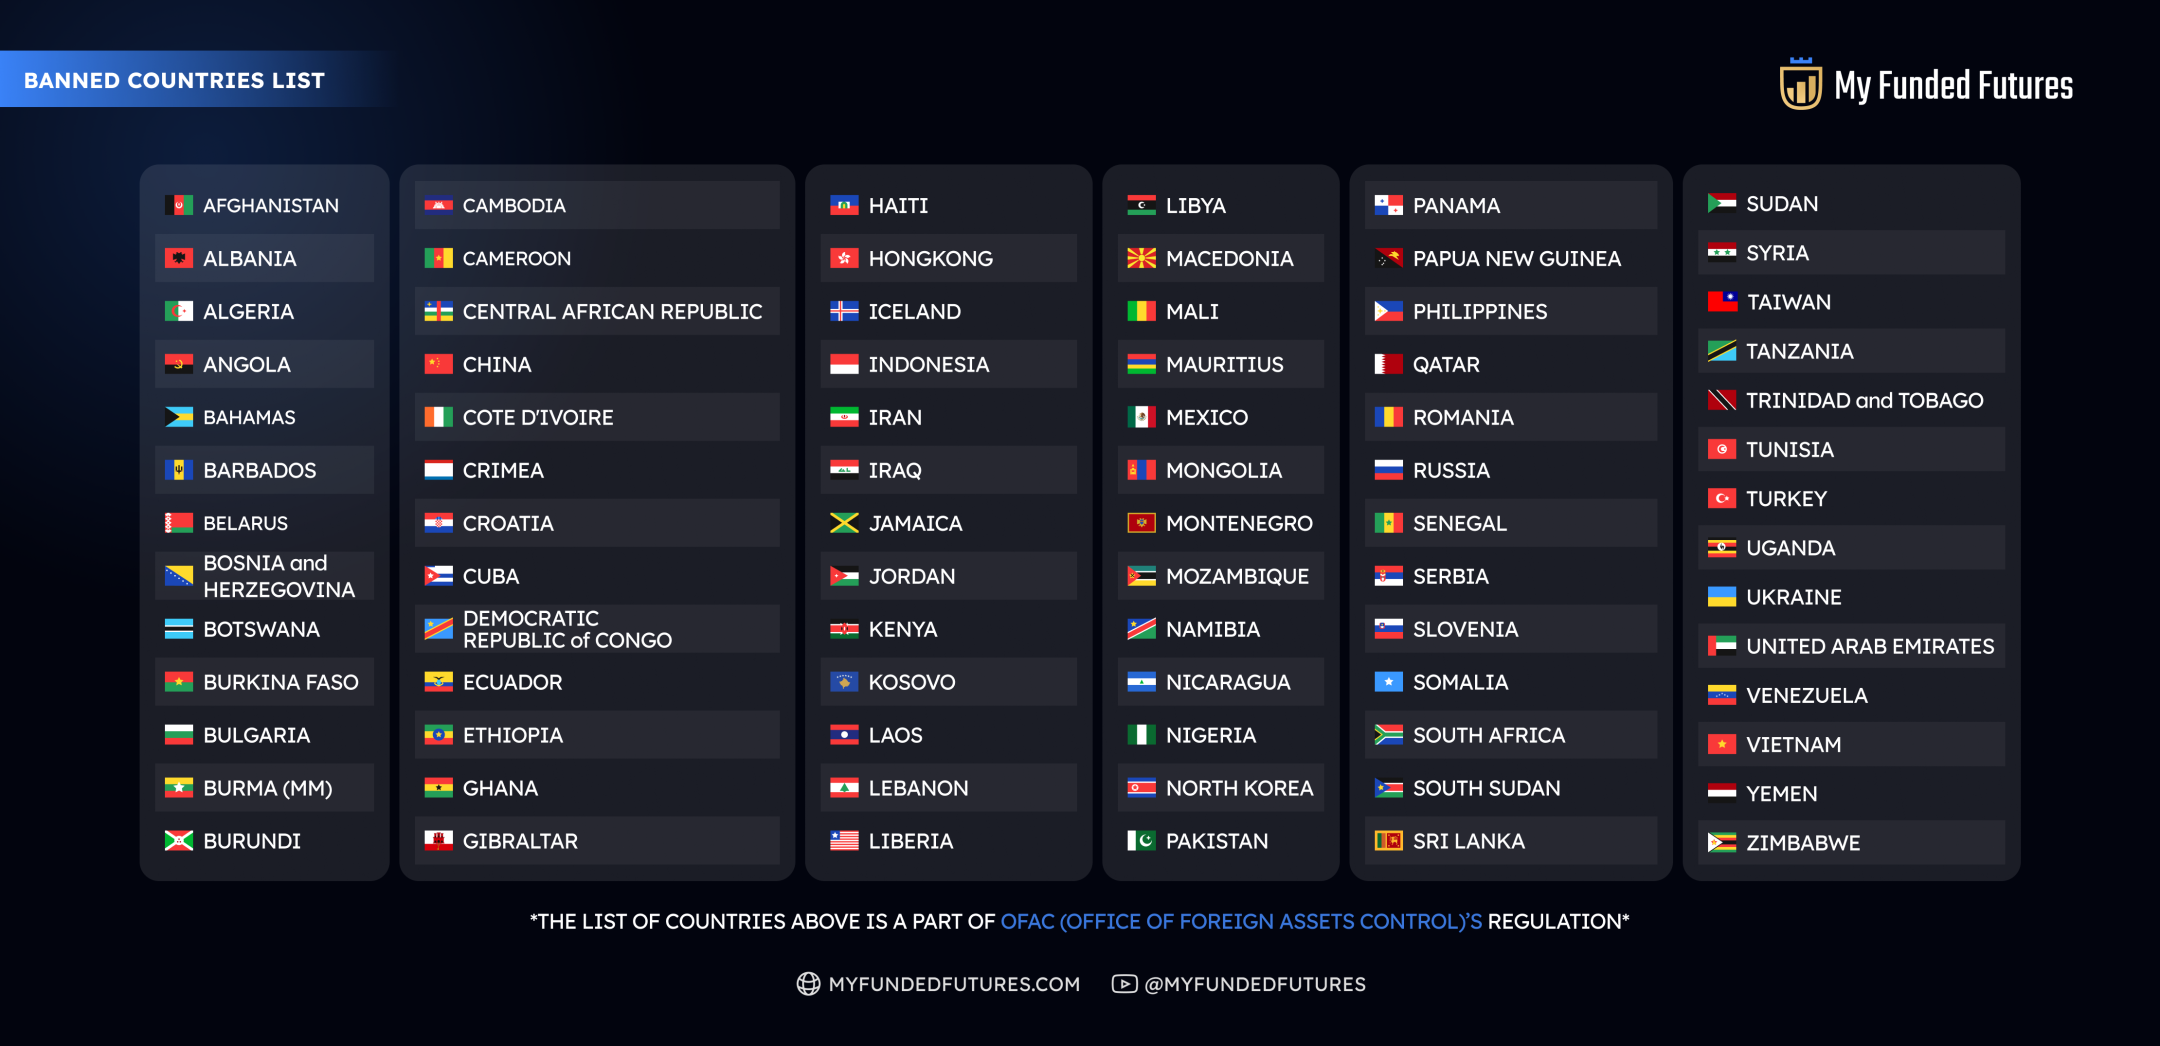 BANNED COUNTRIES LIST
My Funded Futures
AFGHANISTAN
ALBANIA
ALGERIA
ANGOLA
BAHAMAS
BARBADOS
BELARUS
BOSNIA and
HERZEGOVINA
BOTSWANA
BURKINA FASO
BULGARIA
BURMA (MM)
BURUNDI
CAMBODIA
CAMEROON
CENTRAL AFRICAN REPUBLIC
CHINA
COTE D'IVOIRE
CRIMEA
CROATIA
CUBA
DEMOCRATIC
REPUBLIC of CONGO
ECUADOR
ETHIOPIA
GHANA
GIBRALTAR
HAITI
HONGKONG
ICELAND
INDONESIA
IRAN
IRAQ
JAMAICA
JORDAN
KENYA
KOSOVO
LAOS
LEBANON
LIBERIA
LIBYA
MACEDONIA
MALI
MAURITIUS
MEXICO
MONGOLIA
MONTENEGRO
MOZAMBIQUE
NAMIBIA
NICARAGUA
NIGERIA
NORTH KOREA
PAKISTAN
PANAMA
PAPUA NEW GUINEA
PHILIPPINES
QATAR
ROMANIA
RUSSIA
SENEGAL
SERBIA
SLOVENIA
SOMALIA
SOUTH AFRICA
SOUTH SUDAN
SRI LANKA
SUDAN
SYRIA
TAIWAN
TANZANIA
TRINIDAD and TOBAGO
TUNISIA
TURKEY
UGANDA
UKRAINE
UNITED ARAB EMIRATES
VENEZUELA
VIETNAM
YEMEN
ZIMBABWE
*THE LIST OF COUNTRIES ABOVE IS A PART OF OFAC (OFFICE OF FOREIGN ASSETS CONTROL)’S REGULATION*
MYFUNDEDFUTURES.COM
@MYFUNDEDFUTURES